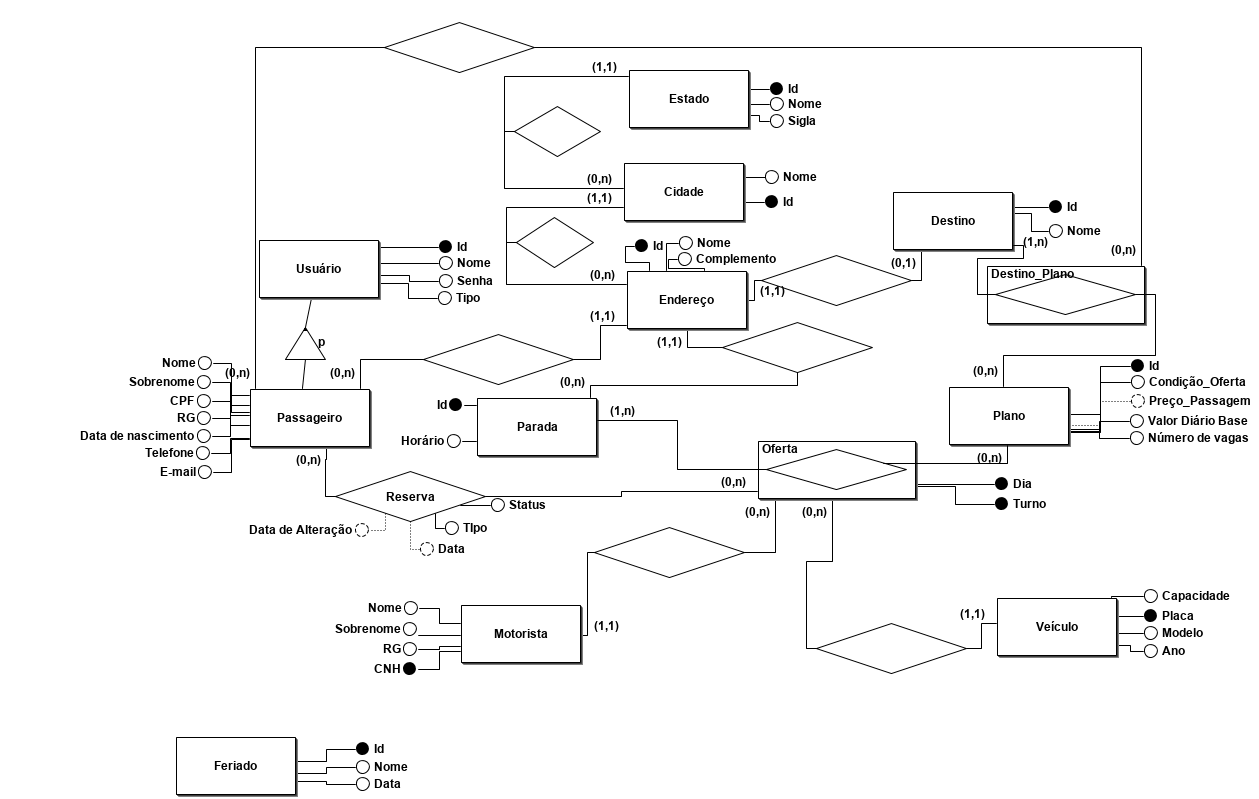 (1,1)
Estado
Id
Nome
Sigla
(0,n)
(1,1)
Cidade
Nome
Id
Destino
Id
Nome
(1,n)
(0,n)
(0,1)
Destino_Plano
Usuário
Id
Nome
Senha
Tipo
p
Id
Nome
Complemento
(0,n)
Endereço
(1,1)
(1,1)
(1,1)
Nome
Sobrenome
CPF
RG
Data de nascimento
Telefone
E-mail
(0,n)
(0,n)
Passageiro
(0,n)
(0,n)
Id
Horário
Parada
(1,n)
(0,n)
Plano
Id
Condição_Oferta
Preço_Passagem
Valor Diário Base
Número de vagas
(0,n)
Oferta
(0,n)
Dia
Turno
(0,n)
(0,n)
Reserva
Status
TIpo
Data
Data de Alteração
Nome
Sobrenome
RG
CNH
Motorista
(1,1)
(1,1)
Veículo
Capacidade
Placa
Modelo
Ano
Feriado
Id
Nome
Data